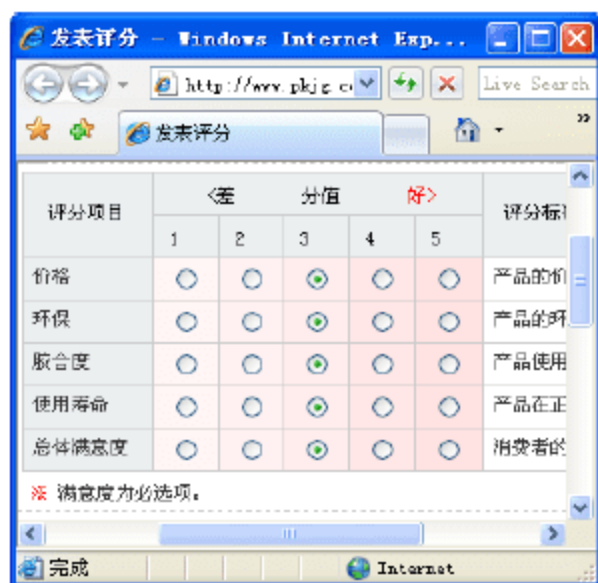 发表评分 - Windows Internet Exp...
http://www.pkjg.c
Live Search
发表评分
评分项目 <差 分值 好> 评分标
1 2 3 4 5
价格 产品的价
环保 产品的环
胶合度 产品使用
使用寿命 产品在正
总体满意度 消费者的
※ 满意度为必选项。
完成 Internet